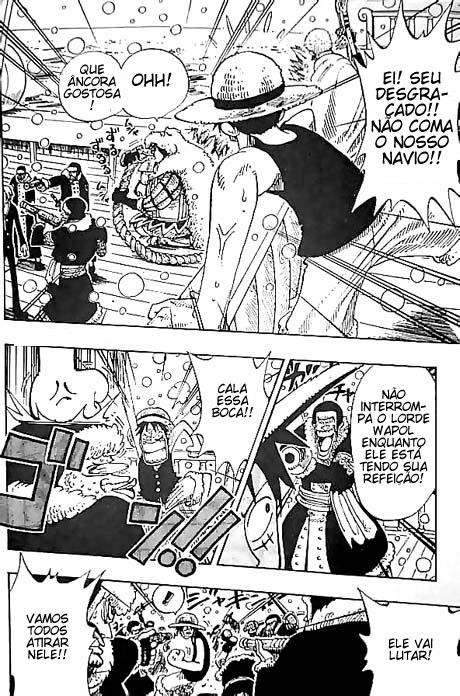 EI! SEU
DESGRA-
ÇADO!!
NÃO COMA
O NOSSO
NAVIO!!
OHH!
QUE
ÂNCORA
GOSTOSA
!
NÃO
INTERROM-
PA O LORDE
WAPOL
ENQUANTO
ELE ESTÁ
TENDO SUA
REFEIÇÃO!
CALA
ESSA
BOCA!!
ゴ!!
ELE VAI
LUTAR!
VAMOS
TODOS
ATIRAR
NELE!!